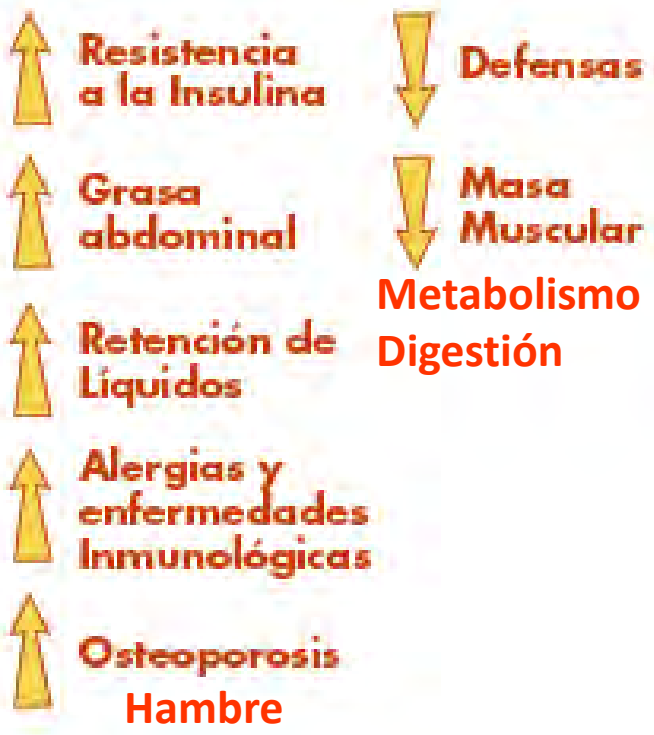 Resistencia
a la Insulina
Grasa
abdominal
Retención de
Líquidos
Alergias y
enfermedades
Inmunológicas
Osteoporosis
Hambre
Defensas
Masa
Muscular
Metabolismo
Digestión